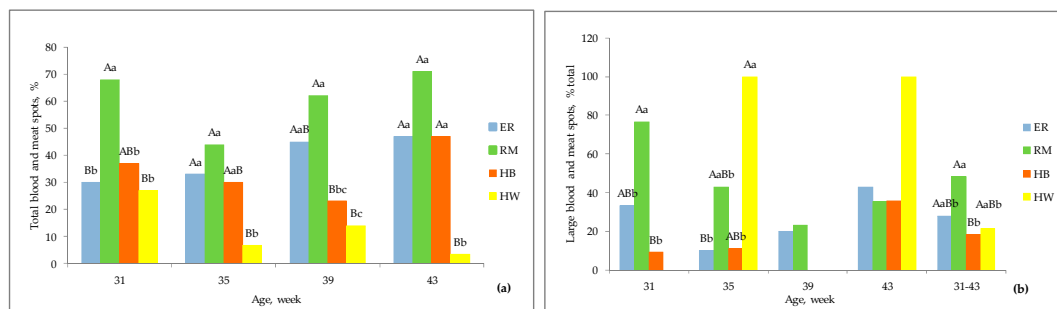 80
70
60
50
40
30
20
10
0
Total blood and meat spots, %
Bb
Aa
ABb
Bb
Aa
Aa
AaB
Bb
AaB
Aa
Bbc
Bc
Aa
Aa
Aa
Bb
31
35
39
43
Age, week
(a)
ER
RM
HB
HW
120
100
80
60
40
20
0
Large blood and meat spots, % total
ABb
Aa
Bb
Bb
AaBb
ABb
Aa
AaBb
Aa
Bb
AaBb
31
35
39
43
31-43
Age, week
(b)
ER
RM
HB
HW